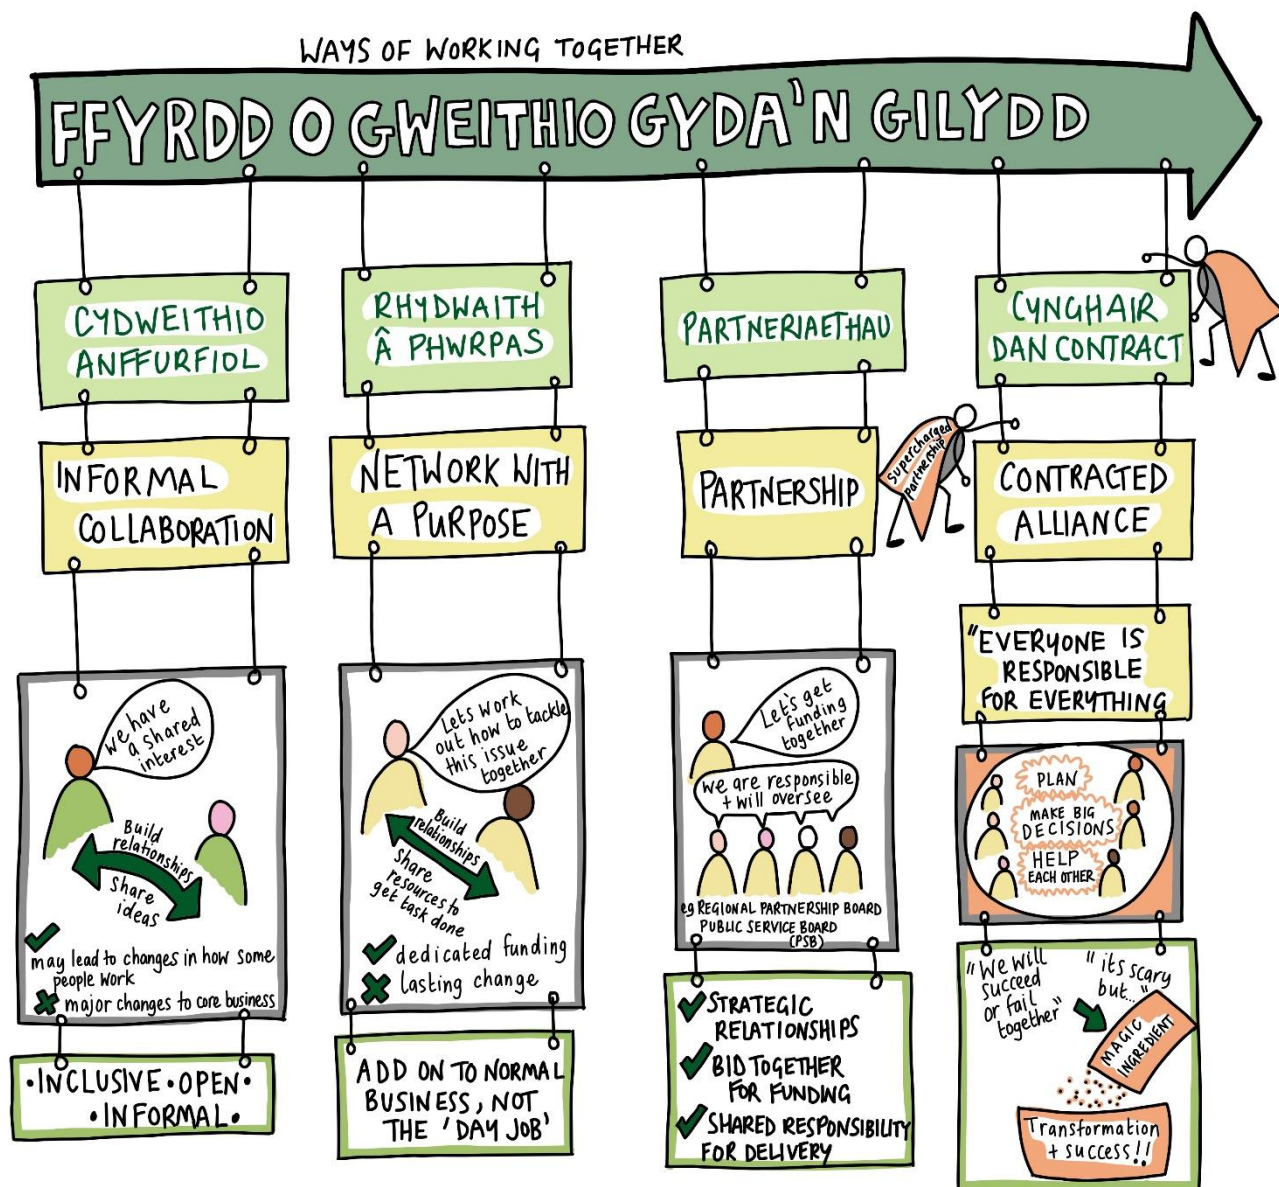 WAYS OF WORKING TOGETHER
FFYRDD O GWEITHIO GYDA'N GILYDD
CYDWEITHIO
ANFFURFIOL
INFORMAL
COLLABORATION
we have
a shared
interest
Build
relationships
Share
ideas
may lead to changes in how some
people work
major changes to core business
•INCLUSIVE•OPEN•
•INFORMAL•
RHYDWAITH
Â PHWRPAS
NETWORK WITH
A PURPOSE
Lets work
out how to tackle
this issue
together
Build
relationships
Share
resources to
get task done
dedicated funding
lasting change
ADD ON TO NORMAL
BUSINESS, NOT
THE 'DAY JOB'
PARTNERIAETHAU
PARTNERSHIP
Supercharged
partnership
Let's get
funding
together
we are responsible
+ will oversee
eg REGIONAL PARTNERSHIP BOARD
PUBLIC SERVICE BOARD
(PSB)
STRATEGIC
RELATIONSHIPS
BID TOGETHER
FOR FUNDING
SHARED RESPONSIBILITY
FOR DELIVERY
CYNGHAIR
DAN CONTRACT
CONTRACTED
ALLIANCE
"EVERYONE IS
RESPONSIBLE
FOR EVERYTHING
PLAN
MAKE BIG
DECISIONS
HELP
EACH OTHER
"We will
succeed
or fail
together"
"its scary
but..."
MAGIC
INGREDIENT
Transformation
+ success!!